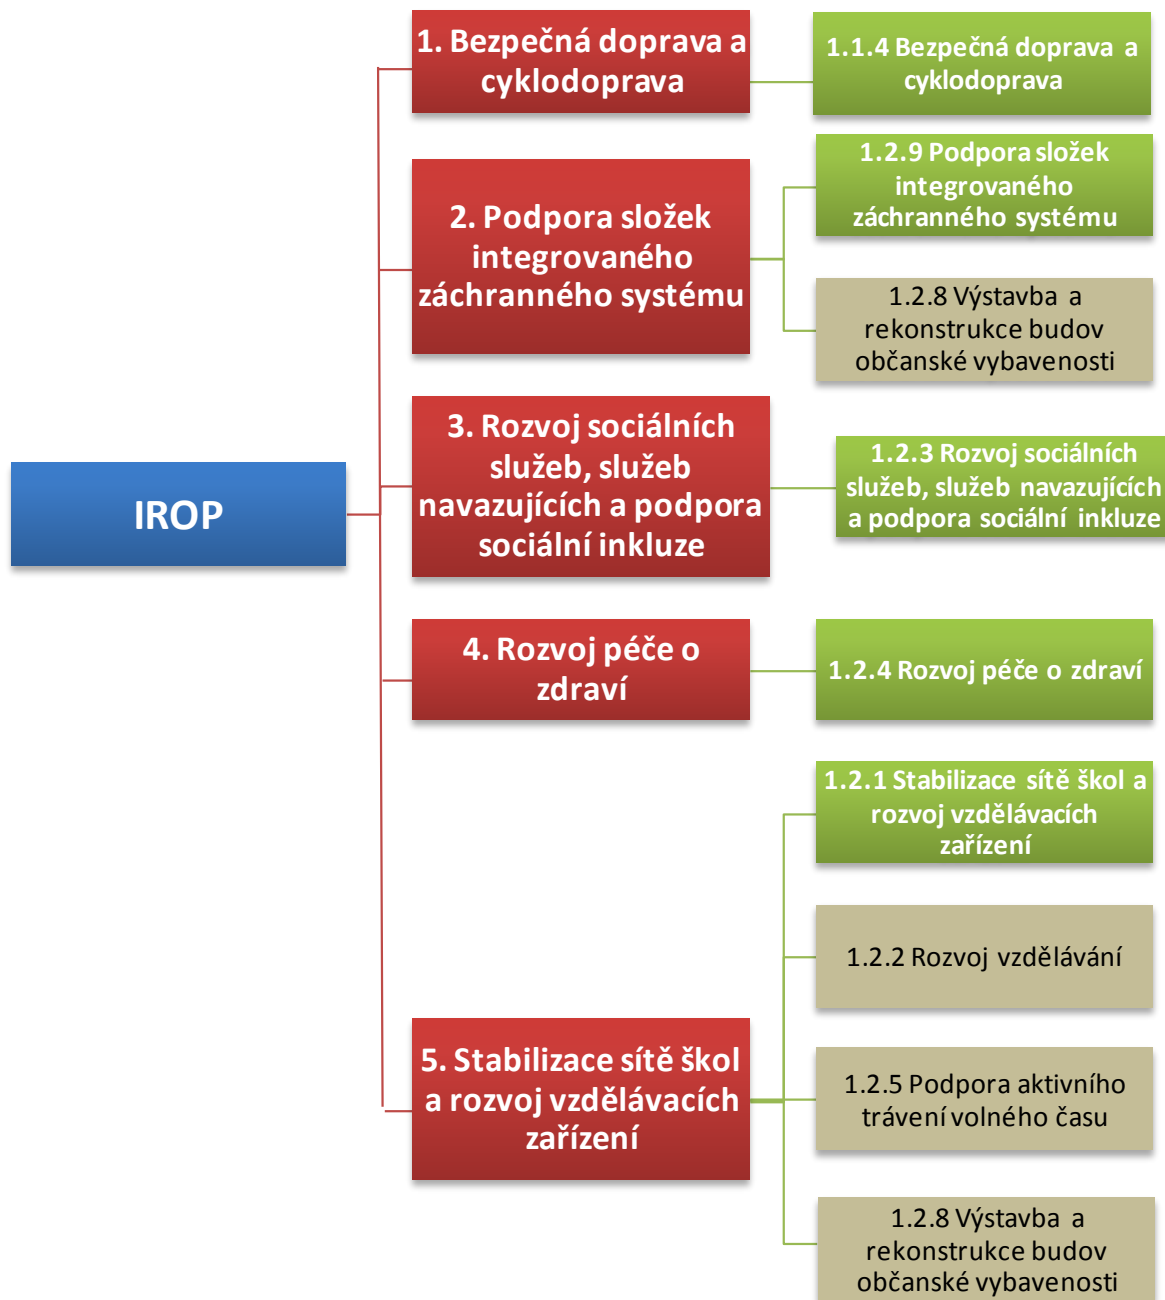 1. Bezpečná doprava a
cyklodoprava
1.1.4 Bezpečná doprava a
cyklodoprava
2. Podpora složek
integrovaného
záchranného systému
1.2.9 Podpora složek
integrovaného
záchranného systému
1.2.8 Výstavba a
rekonstrukce budov
občanské vybavenosti
IROP
3. Rozvoj sociálních
služeb, služeb
navazujících a podpora
sociální inkluze
1.2.3 Rozvoj sociálních
služeb, služeb navazujících
a podpora sociální inkluze
4. Rozvoj péče o
zdraví
1.2.4 Rozvoj péče o zdraví
5. Stabilizace sítě škol
a rozvoj vzdělávacích
zařízení
1.2.1 Stabilizace sítě škol a
rozvoj vzdělávacích
zařízení
1.2.2 Rozvoj vzdělávání
1.2.5 Podpora aktivního
trávení volného času
1.2.8 Výstavba a
rekonstrukce budov
občanské vybavenosti